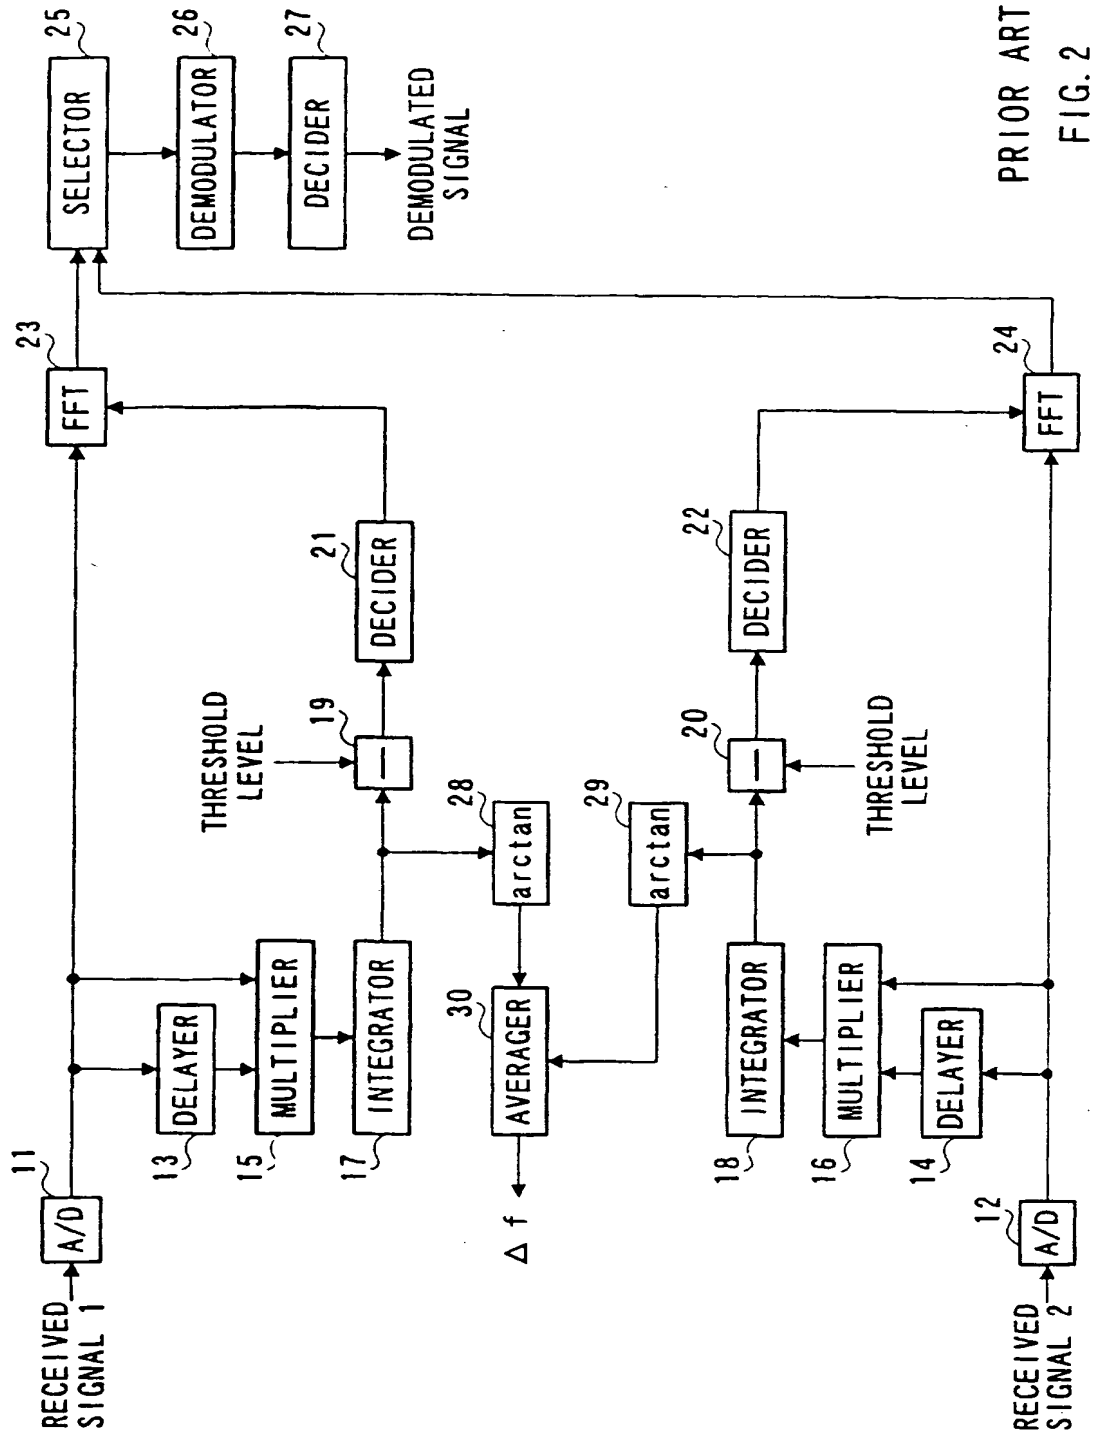 RECEIVED
SIGNAL 1
A/D
11
DELAYER
13
MULTIPLIER
15
INTEGRATOR
17
THRESHOLD
LEVEL
19
—
DECIDER
21
FFT
23
SELECTOR
25
DEMODULATOR
26
DECIDER
27
DEMODULATED
SIGNAL
Δf
AVERAGER
30
arctan
28
arctan
29
INTEGRATOR
18
MULTIPLIER
16
DELAYER
14
20
—
THRESHOLD
LEVEL
DECIDER
22
FFT
24
RECEIVED
SIGNAL 2
A/D
12
PRIOR ART
FIG. 2